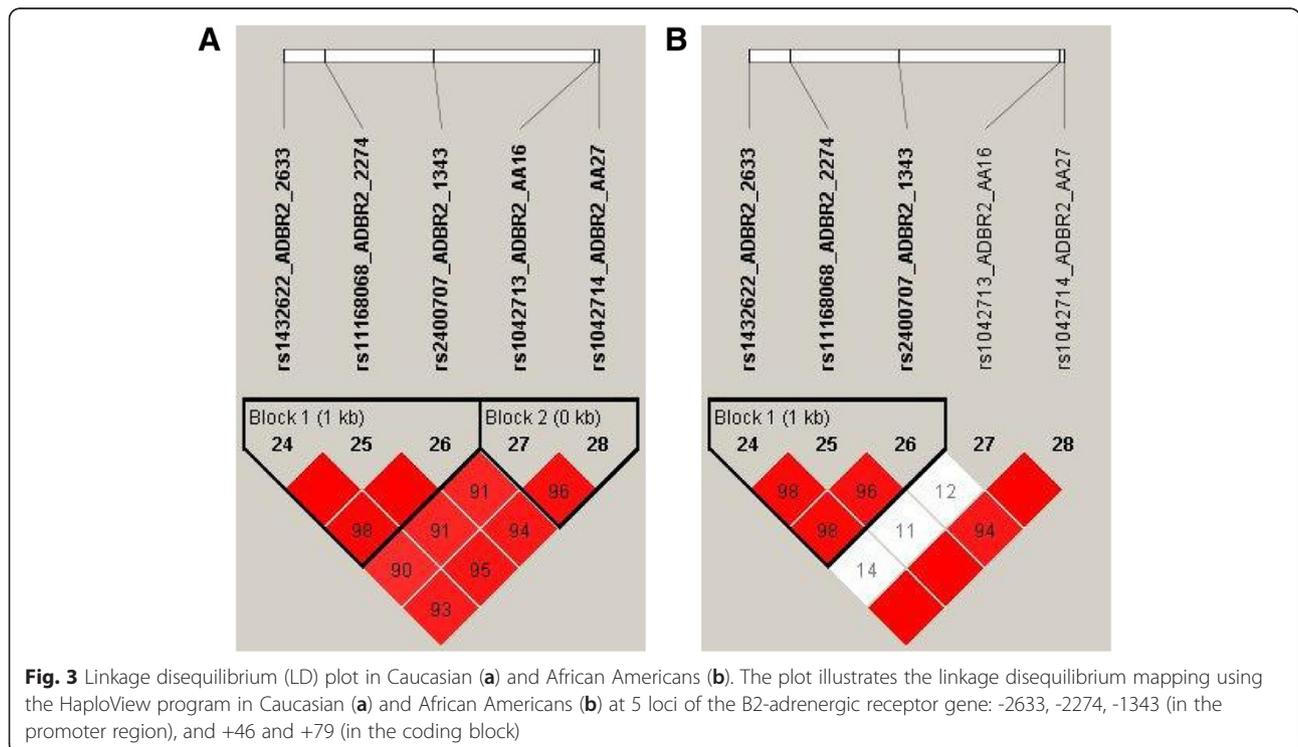 A
B
rs1432622_ADBR2_2633
rs11168068_ADBR2_2274
rs2400707_ADBR2_1343
rs1042713_ADBR2_AA16
rs1042714_ADBR2_AA27
rs1432622_ADBR2_2633
rs11168068_ADBR2_2274
rs2400707_ADBR2_1343
rs1042713_ADBR2_AA16
rs1042714_ADBR2_AA27
Block 1 (1 kb)
Block 2 (0 kb)
24 25 26 27 28
91 96
98 91 94
90 95
93
Block 1 (1 kb)
24 25 26 27 28
98 96 12
98 11 94
14
Fig. 3 Linkage disequilibrium (LD) plot in Caucasian (a) and African Americans (b). The plot illustrates the linkage disequilibrium mapping using
the HaploView program in Caucasian (a) and African Americans (b) at 5 loci of the B2-adrenergic receptor gene: -2633, -2274, -1343 (in the
promoter region), and +46 and +79 (in the coding block)